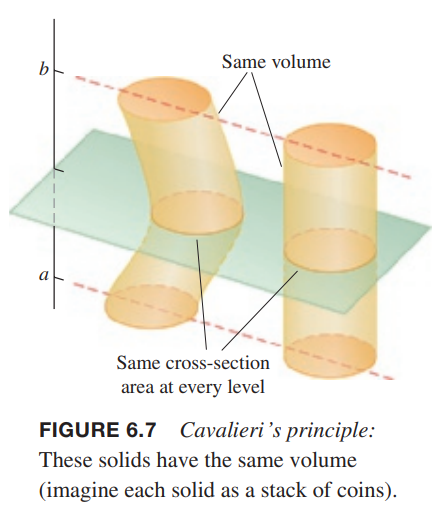 b
Same volume
a
Same cross-section
area at every level
FIGURE 6.7 Cavalieri's principle:
These solids have the same volume
(imagine each solid as a stack of coins).